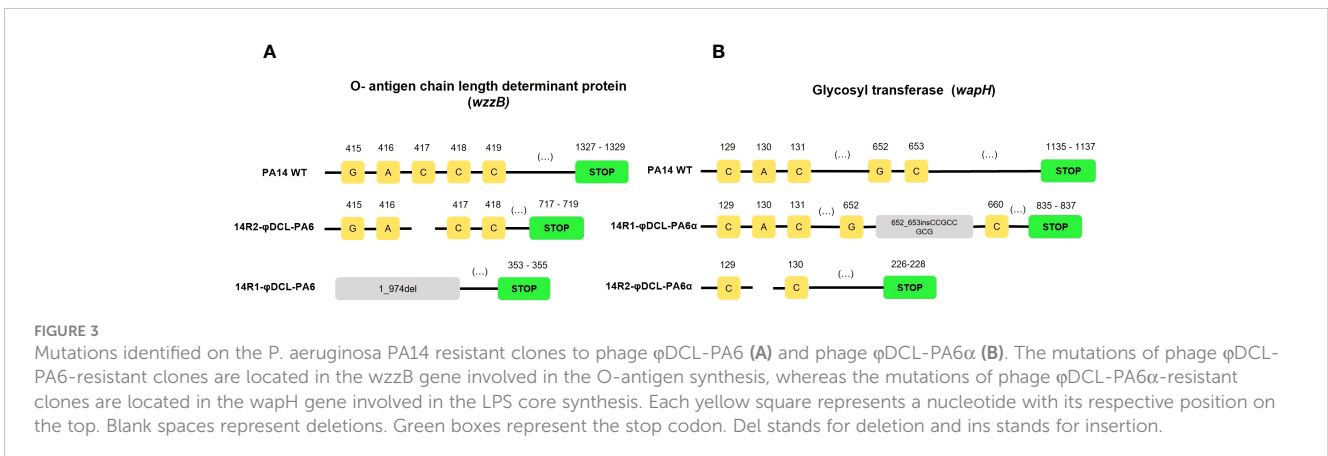 A
O- antigen chain length determinant protein
(wzzB)
415 416 417 418 419 (...) 1327 - 1329
PA14 WT G A C C C STOP
415 416 417 418 (...) 717 - 719
14R2-φDCL-PA6 G A C C STOP
(...) 353 - 355
14R1-φDCL-PA6 1_974del STOP
B
Glycosyl transferase (wapH)
129 130 131 (...) 652 653 (...) 1135 - 1137
PA14 WT C A C G C STOP
129 130 131 (...) 652 660 (...) 835 - 837
14R1-φDCL-PA6α C A C G 652_653insCCGCC
GCG C STOP
129 130 (...) 226-228
14R2-φDCL-PA6α C C STOP
FIGURE 3
Mutations identified on the P. aeruginosa PA14 resistant clones to phage φDCL-PA6 (A) and phage φDCL-PA6α (B). The mutations of phage φDCL-
PA6-resistant clones are located in the wzzB gene involved in the O-antigen synthesis, whereas the mutations of phage φDCL-PA6α-resistant
clones are located in the wapH gene involved in the LPS core synthesis. Each yellow square represents a nucleotide with its respective position on
the top. Blank spaces represent deletions. Green boxes represent the stop codon. Del stands for deletion and ins stands for insertion.